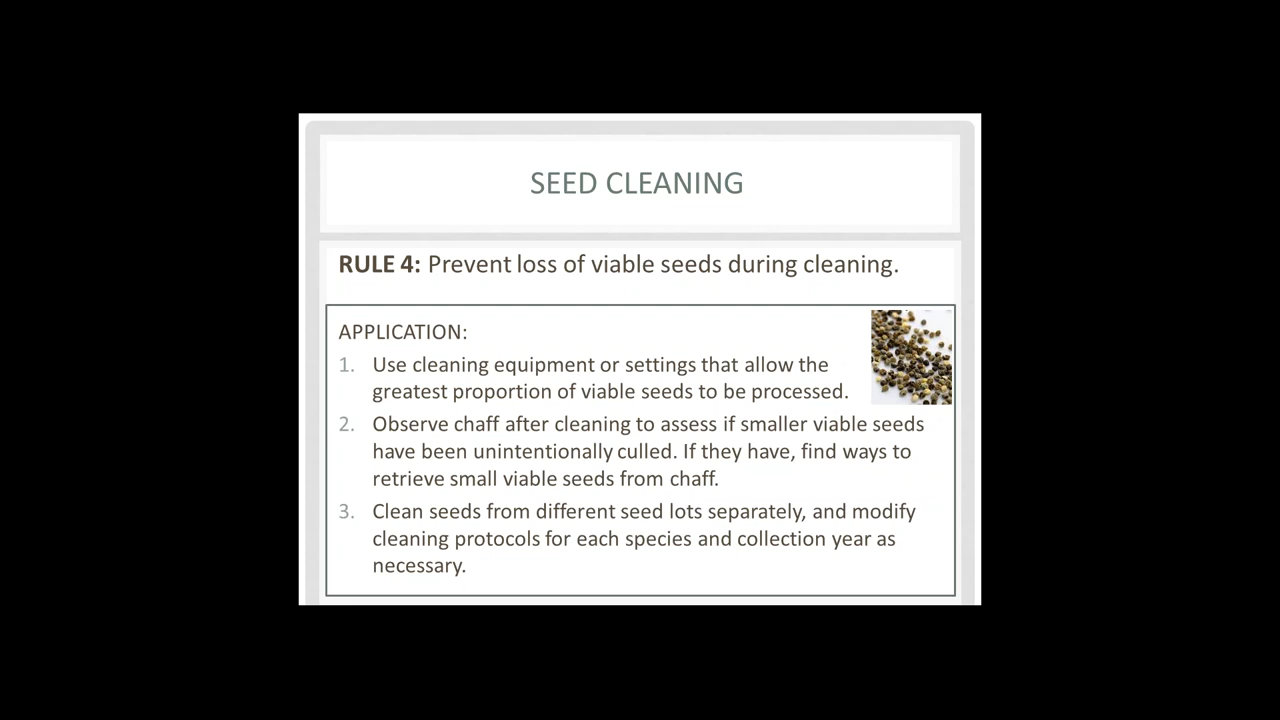 SEED CLEANING
RULE 4: Prevent loss of viable seeds during cleaning.
APPLICATION:
1. Use cleaning equipment or settings that allow the
greatest proportion of viable seeds to be processed.
2. Observe chaff after cleaning to assess if smaller viable seeds
have been unintentionally culled. If they have, find ways to
retrieve small viable seeds from chaff.
3. Clean seeds from different seed lots separately, and modify
cleaning protocols for each species and collection year as
necessary.